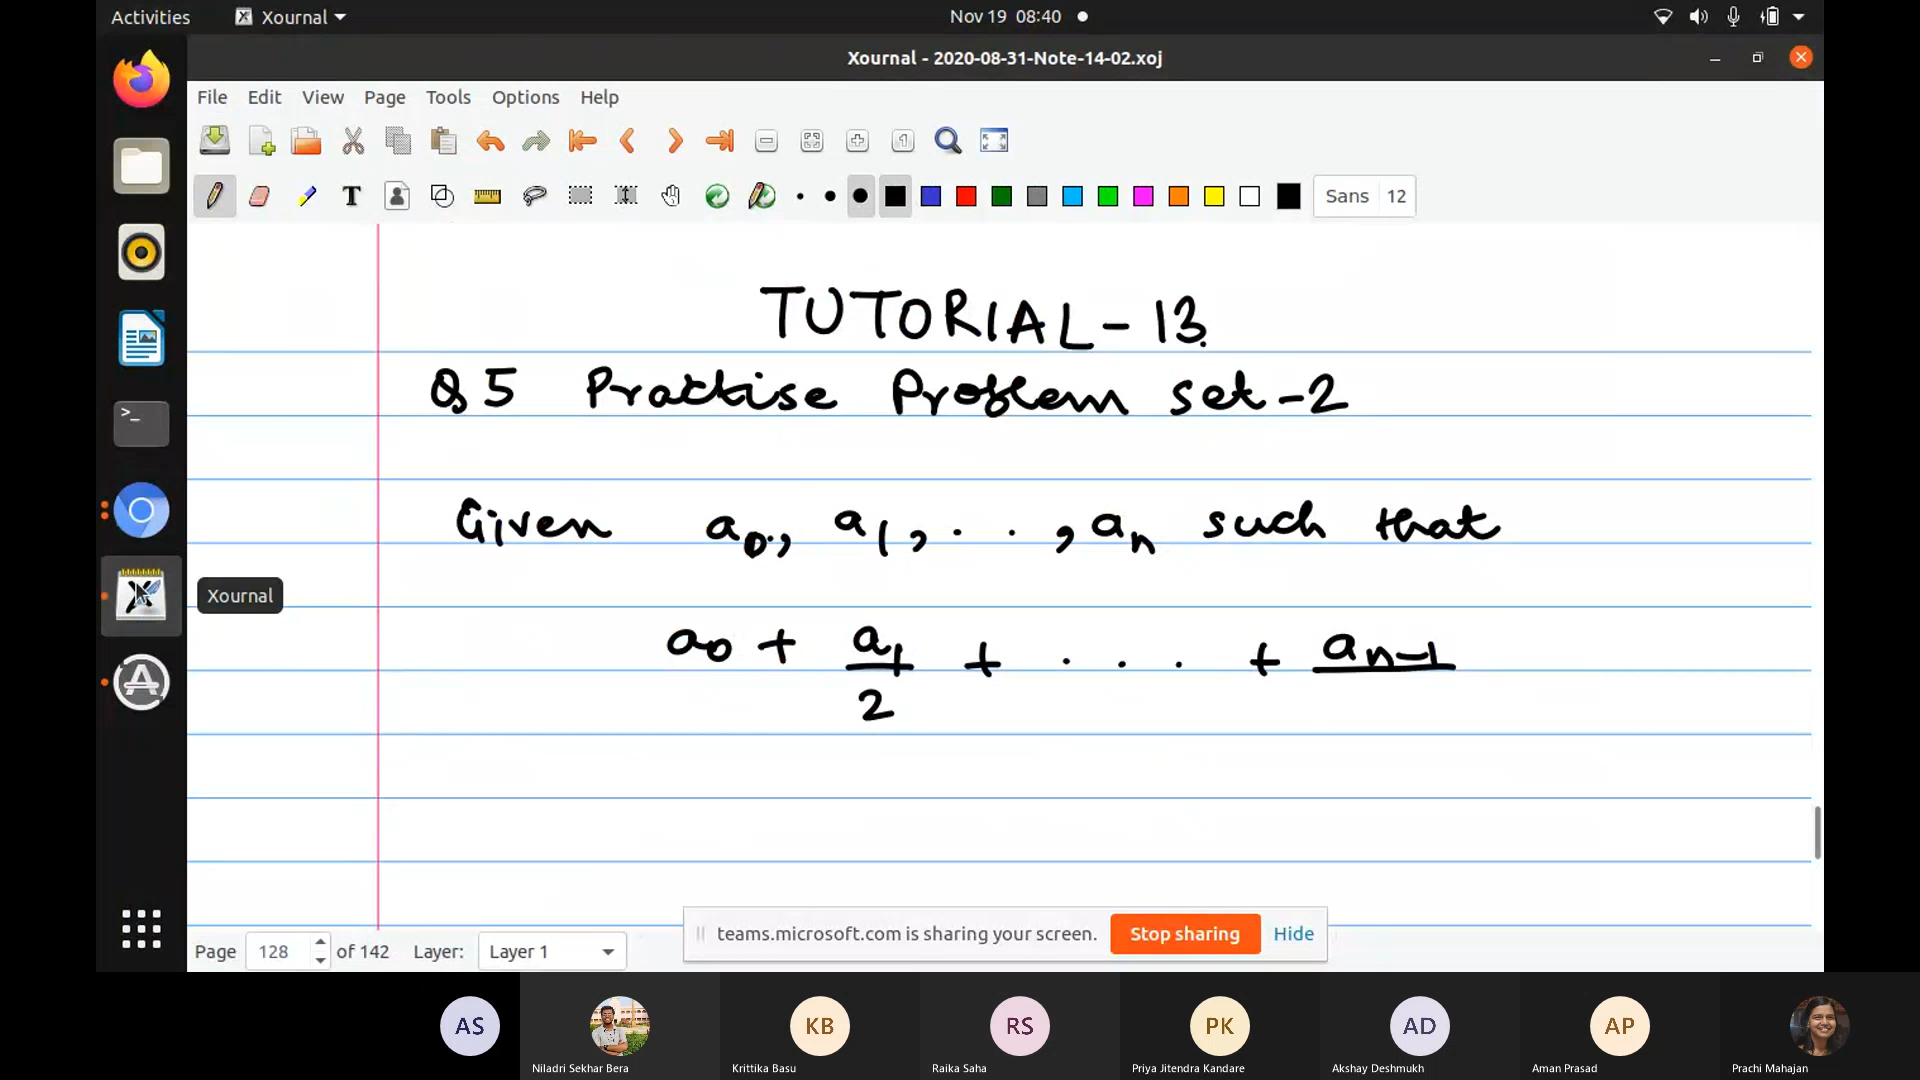 Activities Xournal Nov 19 08:40
Xournal - 2020-08-31-Note-14-02.xoj
File Edit View Page Tools Options Help
Sans 12
TUTORIAL - 13.
Q5 Practise Problem set-2
Given a₀, a₁, . . , aₙ such that
a₀ + a₁/2 + . . . + aₙ₋₁
Xournal
teams.microsoft.com is sharing your screen. Stop sharing Hide
Page 128 of 142 Layer: Layer 1
AS KB RS PK AD AP
Niladri Sekhar Bera Krittika Basu Raika Saha Priya Jitendra Kandare Akshay Deshmukh Aman Prasad Prachi Mahajan